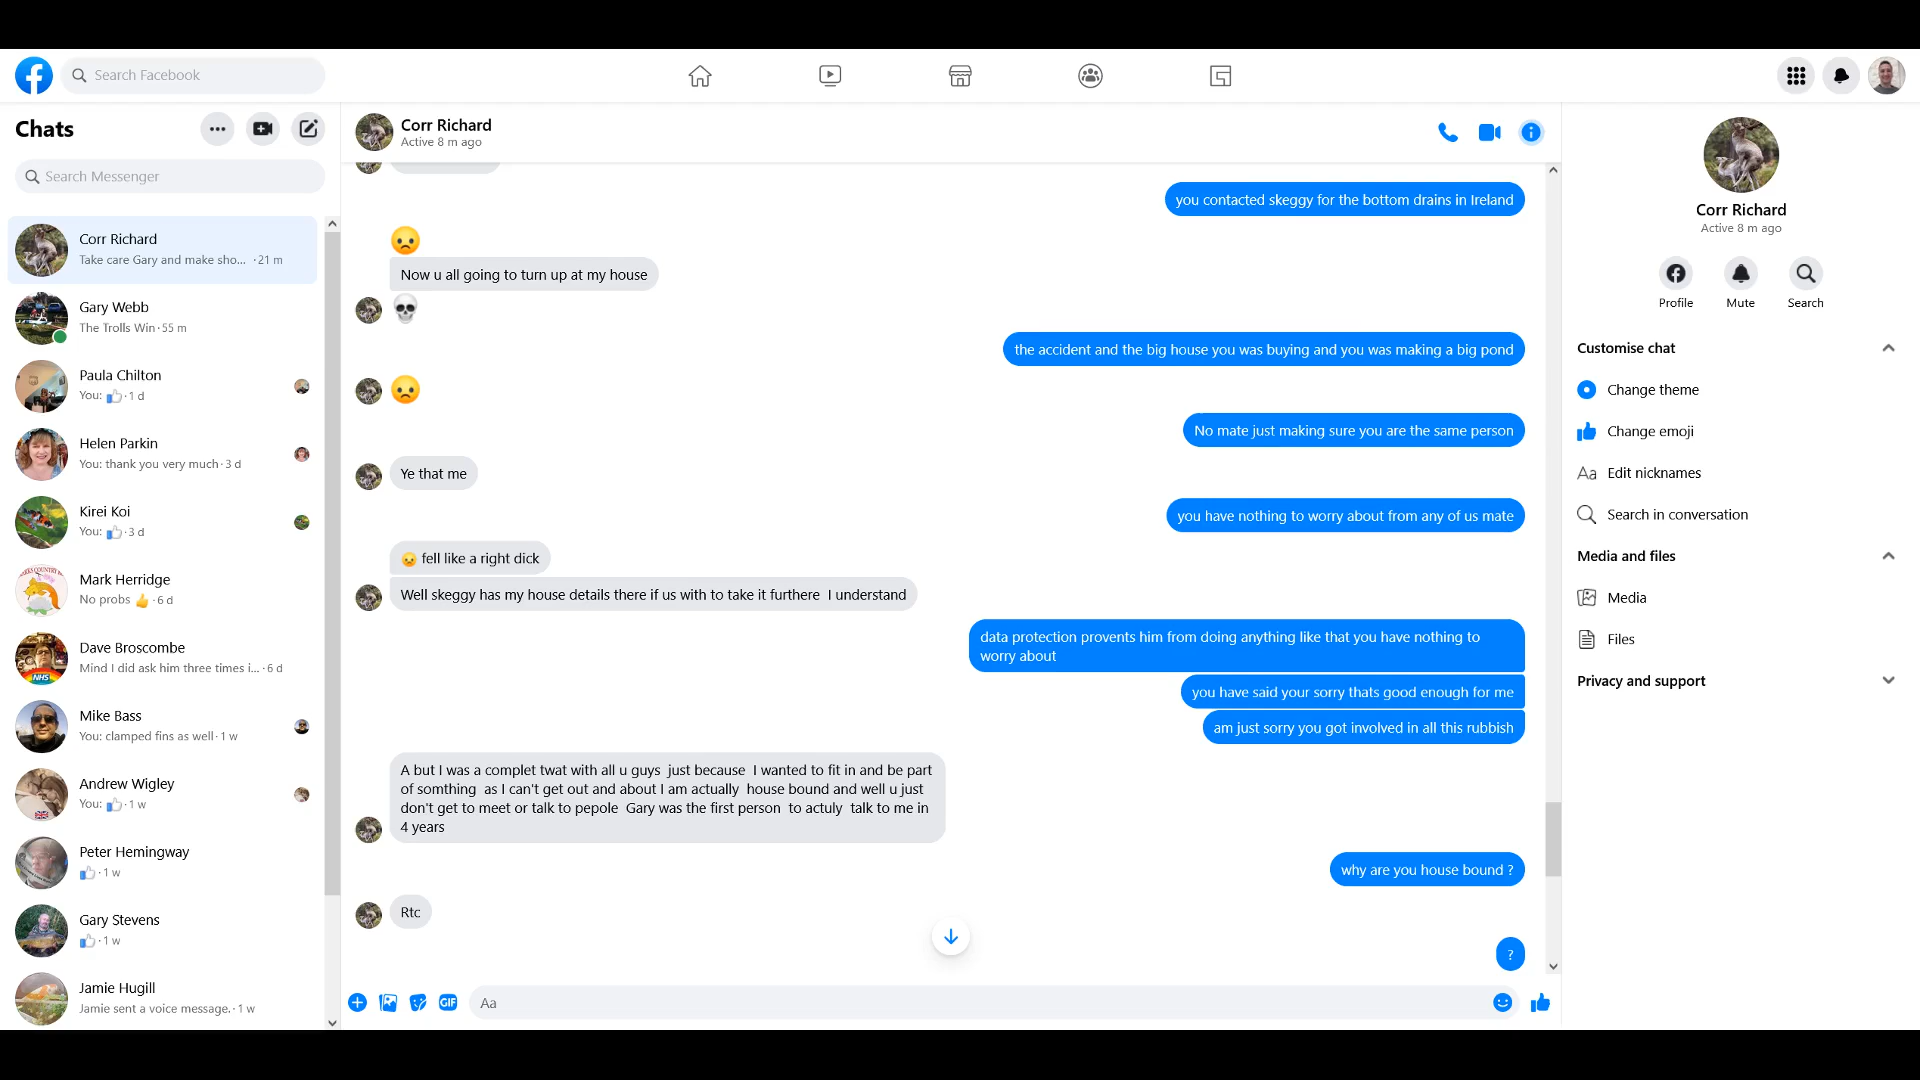 Search Facebook
Chats
Search Messenger
Corr Richard
Take care Gary and make sho... · 21 m
Gary Webb
The Trolls Win · 55 m
Paula Chilton
You: 👍 · 1 d
Helen Parkin
You: thank you very much · 3 d
Kirei Koi
You: 👍 · 3 d
Mark Herridge
No probs 👍 · 6 d
Dave Broscombe
Mind I did ask him three times i... · 6 d
NHS
Mike Bass
You: clamped fins as well · 1 w
Andrew Wigley
You: 👍 · 1 w
Peter Hemingway
👍 · 1 w
Gary Stevens
👍 · 1 w
Jamie Hugill
Jamie sent a voice message. · 1 w
Corr Richard
Active 8 m ago
you contacted skeggy for the bottom drains in Ireland
Now u all going to turn up at my house
the accident and the big house you was buying and you was making a big pond
No mate just making sure you are the same person
Ye that me
you have nothing to worry about from any of us mate
😞 fell like a right dick
Well skeggy has my house details there if us with to take it furthere I understand
data protection provents him from doing anything like that you have nothing to
worry about
you have said your sorry thats good enough for me
am just sorry you got involved in all this rubbish
A but I was a complet twat with all u guys just because I wanted to fit in and be part
of somthing as I can't get out and about I am actually house bound and well u just
don't get to meet or talk to pepole Gary was the first person to actuly talk to me in
4 years
why are you house bound ?
Rtc
?
GIF
Aa
Corr Richard
Active 8 m ago
Profile
Mute
Search
Customise chat
Change theme
Change emoji
Aa Edit nicknames
Search in conversation
Media and files
Media
Files
Privacy and support